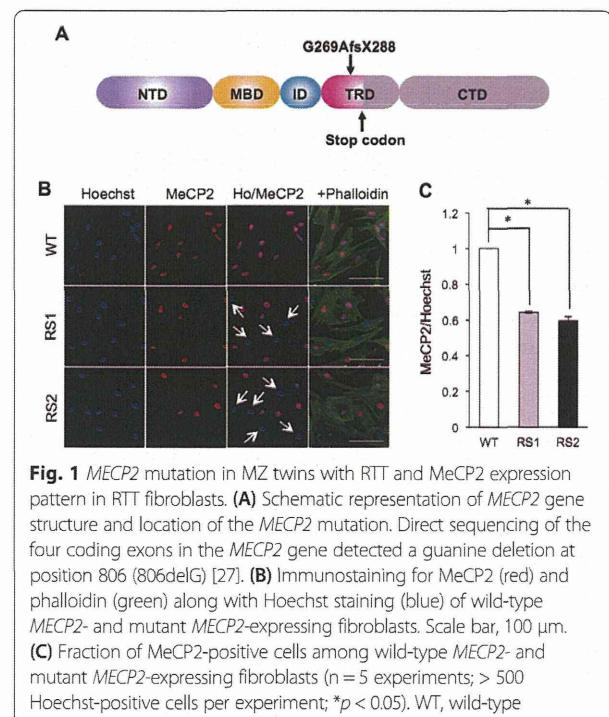 A
G269AfsX288
NTD MBD ID TRD CTD
Stop codon
B
Hoechst MeCP2 Ho/MeCP2 +Phalloidin
WT
RS1
RS2
C
MeCP2/Hoechst
1.2
1
0.8
0.6
0.4
0.2
0
*
*
WT RS1 RS2
Fig. 1 MECP2 mutation in MZ twins with RTT and MeCP2 expression
pattern in RTT fibroblasts. (A) Schematic representation of MECP2 gene
structure and location of the MECP2 mutation. Direct sequencing of the
four coding exons in the MECP2 gene detected a guanine deletion at
position 806 (806delG) [27]. (B) Immunostaining for MeCP2 (red) and
phalloidin (green) along with Hoechst staining (blue) of wild-type
MECP2- and mutant MECP2-expressing fibroblasts. Scale bar, 100 μm.
(C) Fraction of MeCP2-positive cells among wild-type MECP2- and
mutant MECP2-expressing fibroblasts (n = 5 experiments; > 500
Hoechst-positive cells per experiment; *p < 0.05). WT, wild-type